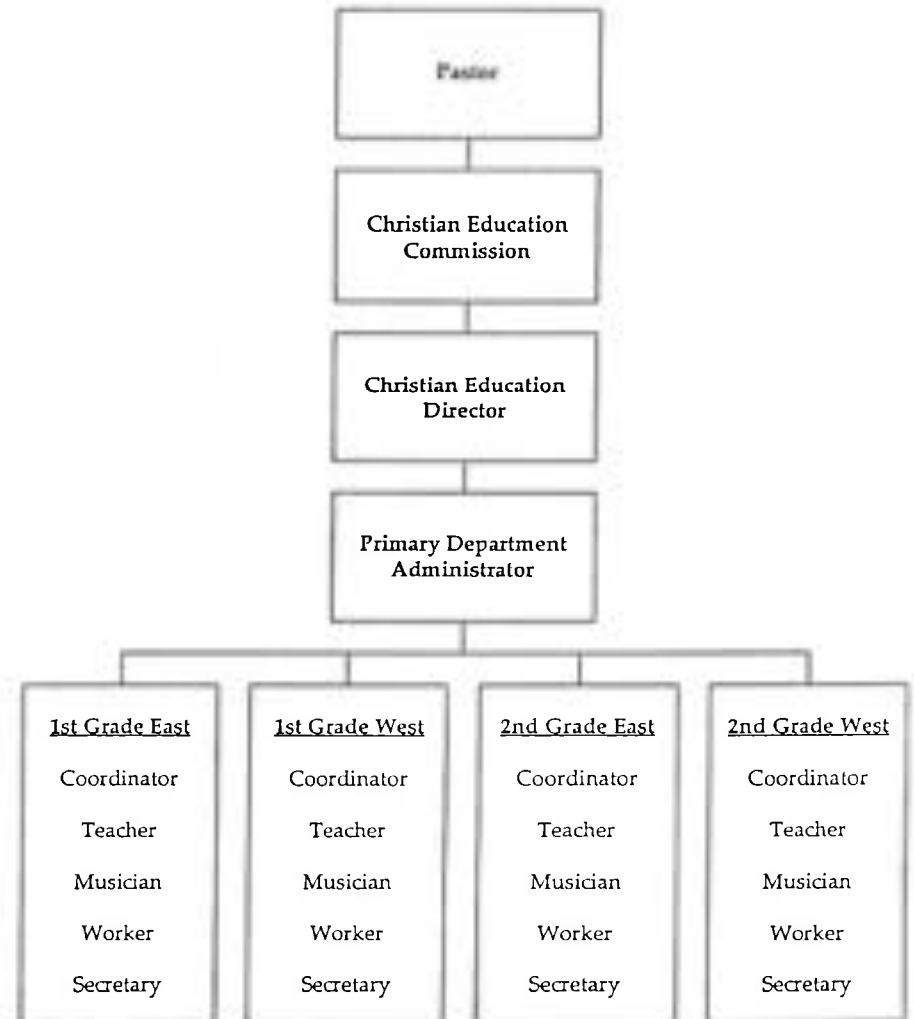 Pastor
Christian Education
Commission
Christian Education
Director
Primary Department
Administrator
1st Grade East
Coordinator
Teacher
Musician
Worker
Secretary
1st Grade West
Coordinator
Teacher
Musician
Worker
Secretary
2nd Grade East
Coordinator
Teacher
Musician
Worker
Secretary
2nd Grade West
Coordinator
Teacher
Musician
Worker
Secretary